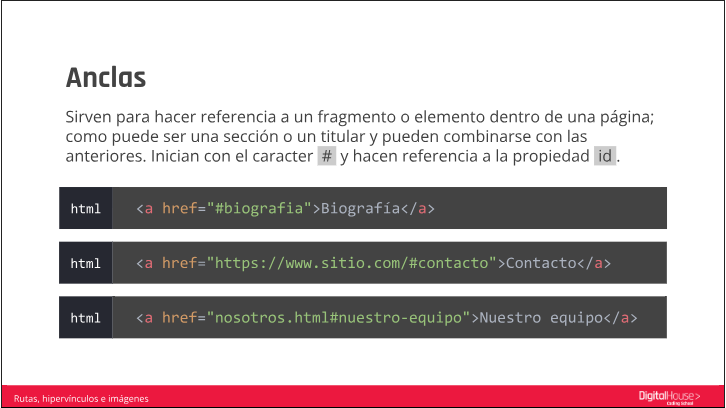 Anclas
Sirven para hacer referencia a un fragmento o elemento dentro de una página;
como puede ser una sección o un titular y pueden combinarse con las
anteriores. Inician con el caracter # y hacen referencia a la propiedad id.
html <a href="#biografia">Biografía</a>
html <a href="https://www.sitio.com/#contacto">Contacto</a>
html <a href="nosotros.html#nuestro-equipo">Nuestro equipo</a>
Rutas, hipervínculos e imágenes
DigitalHouse>
Coding School